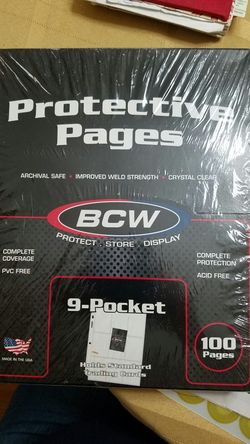 Protective
Pages
ARCHIVAL SAFE • IMPROVED WELD STRENGTH • CRYSTAL CLEAR
BCW
PROTECT . STORE . DISPLAY
COMPLETE
COVERAGE
PVC FREE
COMPLETE
PROTECTION
ACID FREE
9-Pocket
100
Pages
Holds Standard
Trading Cards
MADE IN THE USA